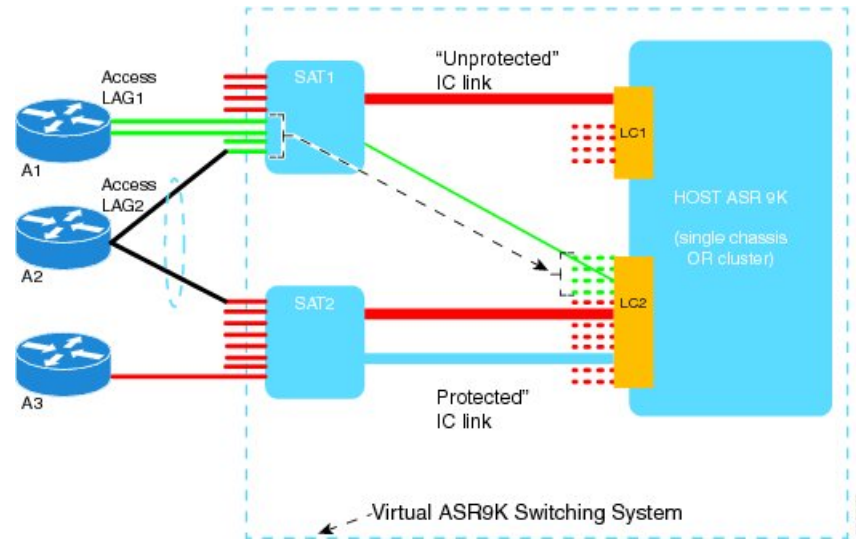 "Unprotected"
IC link
Access
LAG1
SAT1
LC1
A1
HOST ASR 9K
(single chassis
OR cluster)
Access
LAG2
A2
SAT2
LC2
A3
Protected"
IC link
Virtual ASR9K Switching System